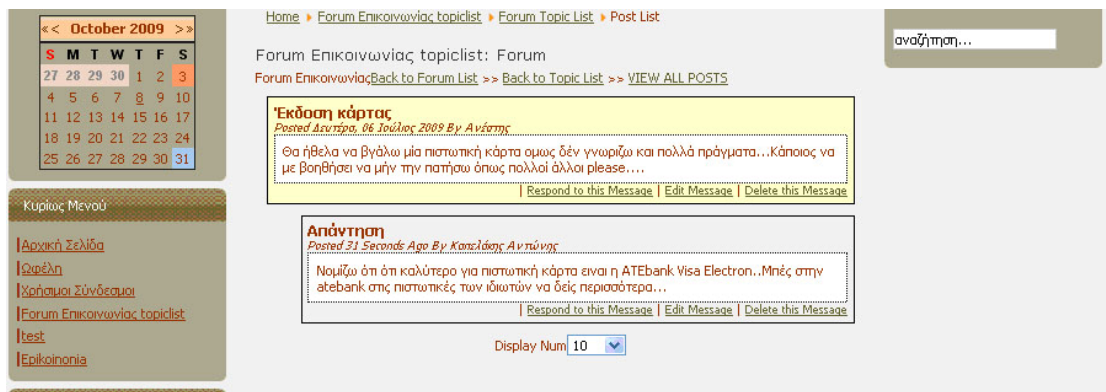 «< October 2009 >»
S M T W T F S
27 28 29 30 1 2 3
4 5 6 7 8 9 10
11 12 13 14 15 16 17
18 19 20 21 22 23 24
25 26 27 28 29 30 31
Κυρίως Μενού
Αρχική Σελίδα
Ωφέλη
Χρήσιμοι Σύνδεσμοι
Forum Επικοινωνίας topiclist
test
Epikoinonia
Home Forum Επικοινωνίας topiclist Forum Topic List Post List
Forum Επικοινωνίας topiclist: Forum
Forum ΕπικοινωνίαςBack to Forum List >> Back to Topic List >> VIEW ALL POSTS
Έκδοση κάρτας
Posted Δευτέρα, 06 Ιούλιος 2009 By Ανέστης
Θα ήθελα να βγάλω μία πιστωτική κάρτα ομως δέν γνωριζω και πολλά πράγματα...Κάποιος να
με βοηθήσει να μήν την πατήσω όπως πολλοί άλλοι please....
| Respond to this Message | Edit Message | Delete this Message
Απάντηση
Posted 31 Seconds Ago By Καπελάκης Αντώνης
Νομίζω ότι ότι καλύτερο για πιστωτική κάρτα ειναι η ATEbank Visa Electron..Μπές στην
atebank στις πιστωτικές των ιδιωτών να δείς περισσότερα...
| Respond to this Message | Edit Message | Delete this Message
Display Num 10
αναζήτηση...